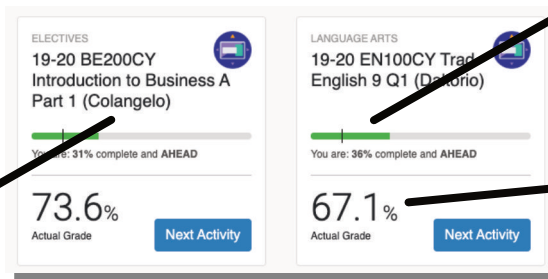 ELECTIVES
19-20 BE200CY
Introduction to Business A
Part 1 (Colangelo)
You are: 31% complete and AHEAD
73.6%
Actual Grade
Next Activity
LANGUAGE ARTS
19-20 EN100CY Trad
English 9 Q1
You are: 36% complete and AHEAD
67.1%
Actual Grade
Next Activity